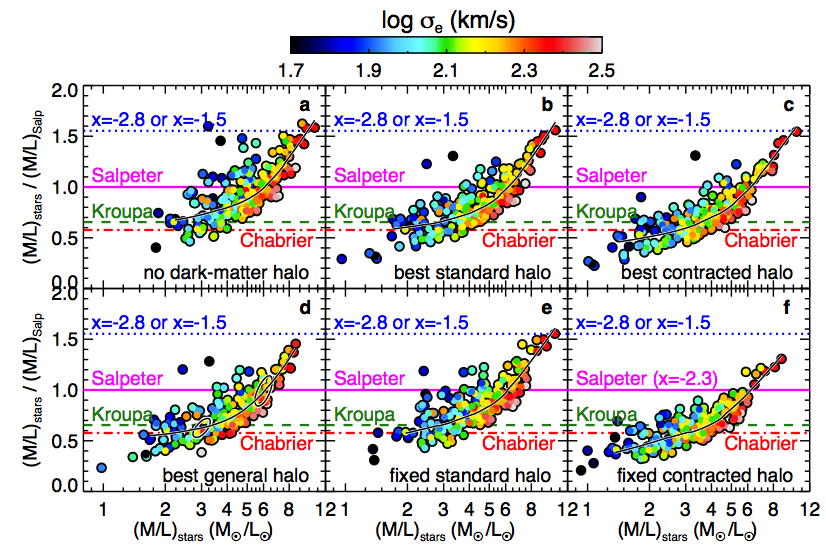 log σe (km/s)
1.7 1.9 2.1 2.3 2.5
2.0 a b c
x=-2.8 or x=-1.5 x=-2.8 or x=-1.5 x=-2.8 or x=-1.5
1.5
Salpeter Salpeter Salpeter
1.0
Kroupa Kroupa Kroupa
0.5 Chabrier Chabrier Chabrier
0.0 no dark-matter halo best standard halo best contracted halo
(M/L)stars / (M/L)Salp
2.0 d e f
x=-2.8 or x=-1.5 x=-2.8 or x=-1.5 x=-2.8 or x=-1.5
1.5
Salpeter Salpeter Salpeter (x=-2.3)
1.0
Kroupa Kroupa Kroupa
0.5 Chabrier Chabrier Chabrier
0.0 best general halo fixed standard halo fixed contracted halo
(M/L)stars / (M/L)Salp
1 2 3 4 5 6 8 12 1 2 3 4 5 6 8 12 1 2 3 4 5 6 8 12
(M/L)stars (M⊙/L⊙) (M/L)stars (M⊙/L⊙) (M/L)stars (M⊙/L⊙)